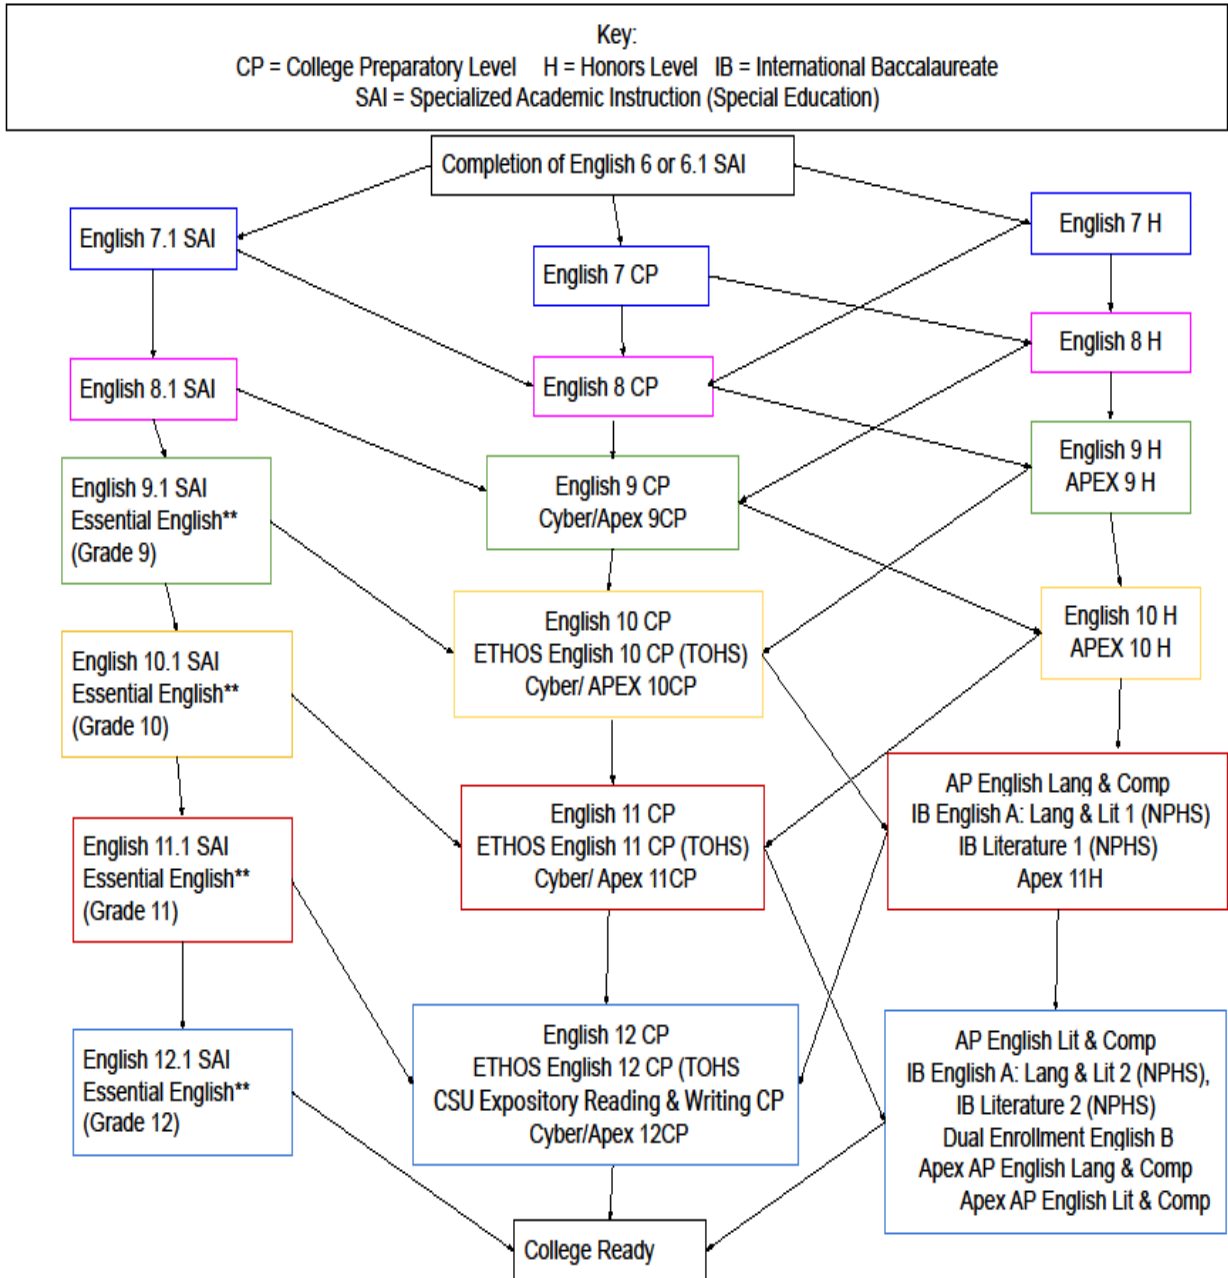 Key:
CP = College Preparatory Level H = Honors Level IB = International Baccalaureate
SAI = Specialized Academic Instruction (Special Education)
Completion of English 6 or 6.1 SAI
English 7.1 SAI
English 7 CP
English 7 H
English 8.1 SAI
English 8 CP
English 8 H
English 9.1 SAI
Essential English**
(Grade 9)
English 9 CP
Cyber/Apex 9CP
English 9 H
APEX 9 H
English 10.1 SAI
Essential English**
(Grade 10)
English 10 CP
ETHOS English 10 CP (TOHS)
Cyber/ APEX 10CP
English 10 H
APEX 10 H
English 11.1 SAI
Essential English**
(Grade 11)
English 11 CP
ETHOS English 11 CP (TOHS)
Cyber/ Apex 11CP
AP English Lang & Comp
IB English A: Lang & Lit 1 (NPHS)
IB Literature 1 (NPHS)
Apex 11H
English 12.1 SAI
Essential English**
(Grade 12)
English 12 CP
ETHOS English 12 CP (TOHS
CSU Expository Reading & Writing CP
Cyber/Apex 12CP
AP English Lit & Comp
IB English A: Lang & Lit 2 (NPHS),
IB Literature 2 (NPHS)
Dual Enrollment English B
Apex AP English Lang & Comp
Apex AP English Lit & Comp
College Ready